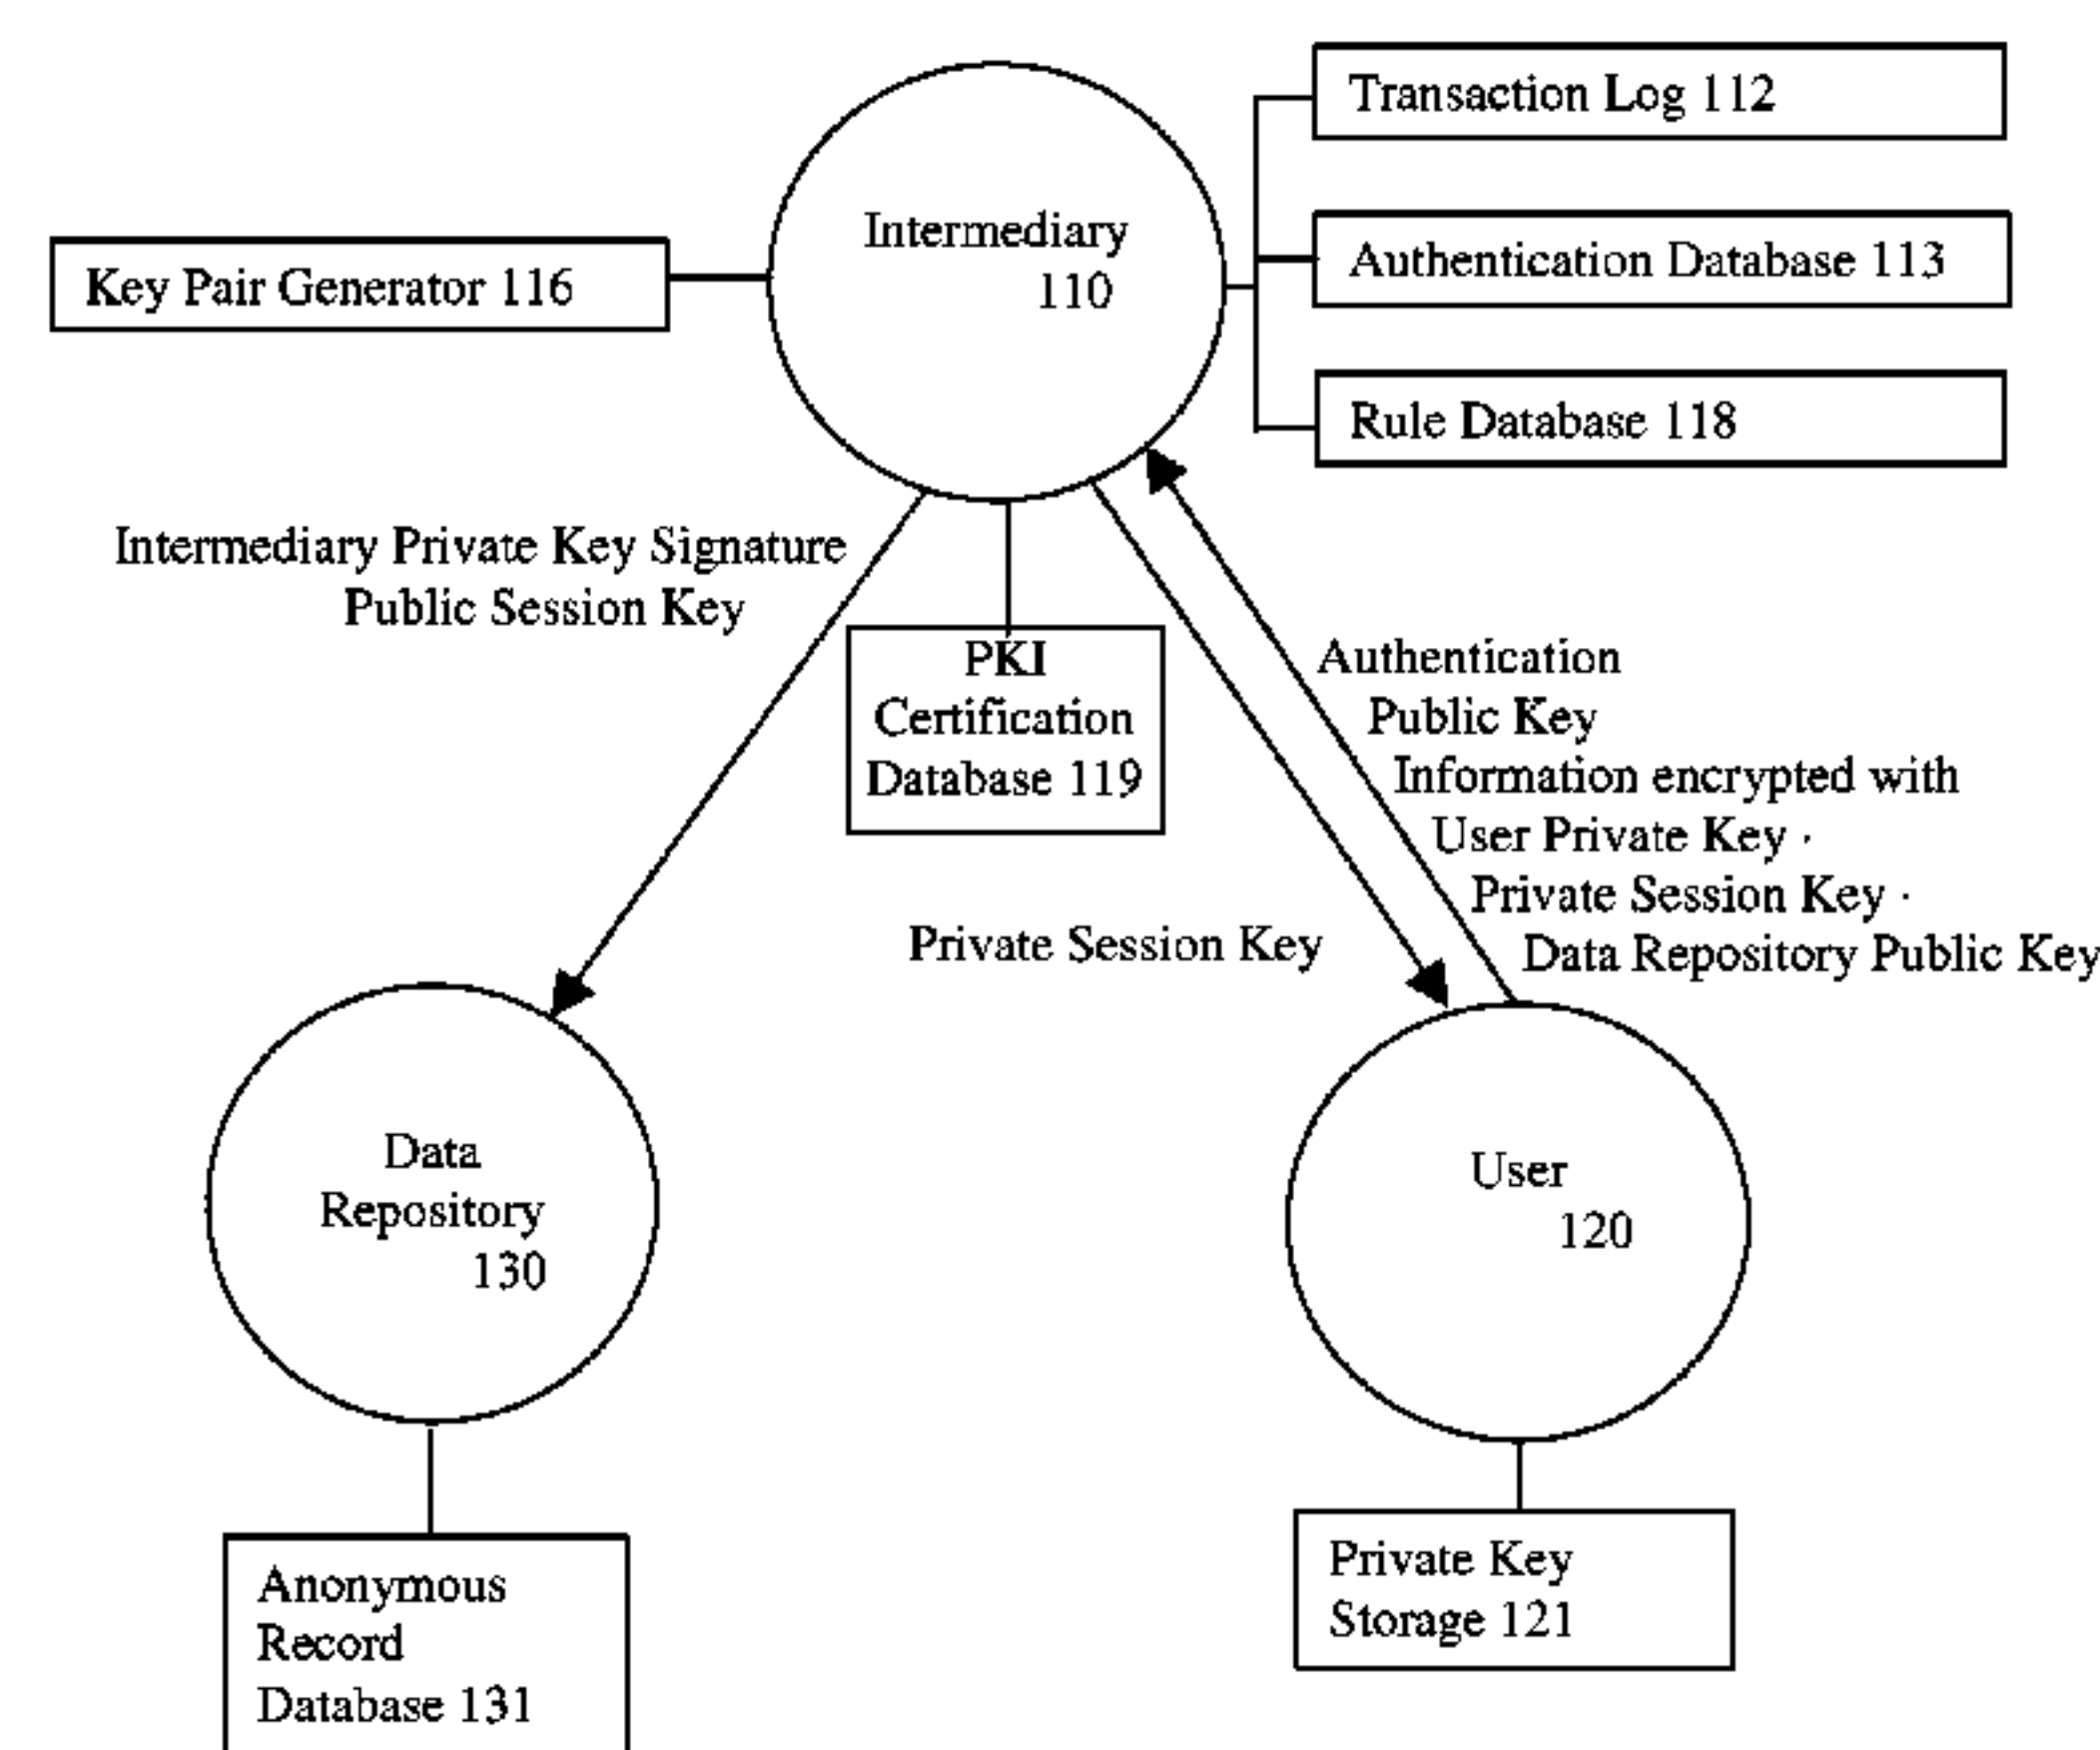 Transaction Log 112
Intermediary
110
Authentication Database 113
Key Pair Generator 116
Rule Database 118
Intermediary Private Key Signature
Public Session Key
PKI
Certification
Database 119
Authentication
Public Key
Information encrypted with
User Private Key ·
Private Session Key ·
Data Repository Public Key
Private Session Key
Data
Repository
130
User
120
Anonymous
Record
Database 131
Private Key
Storage 121